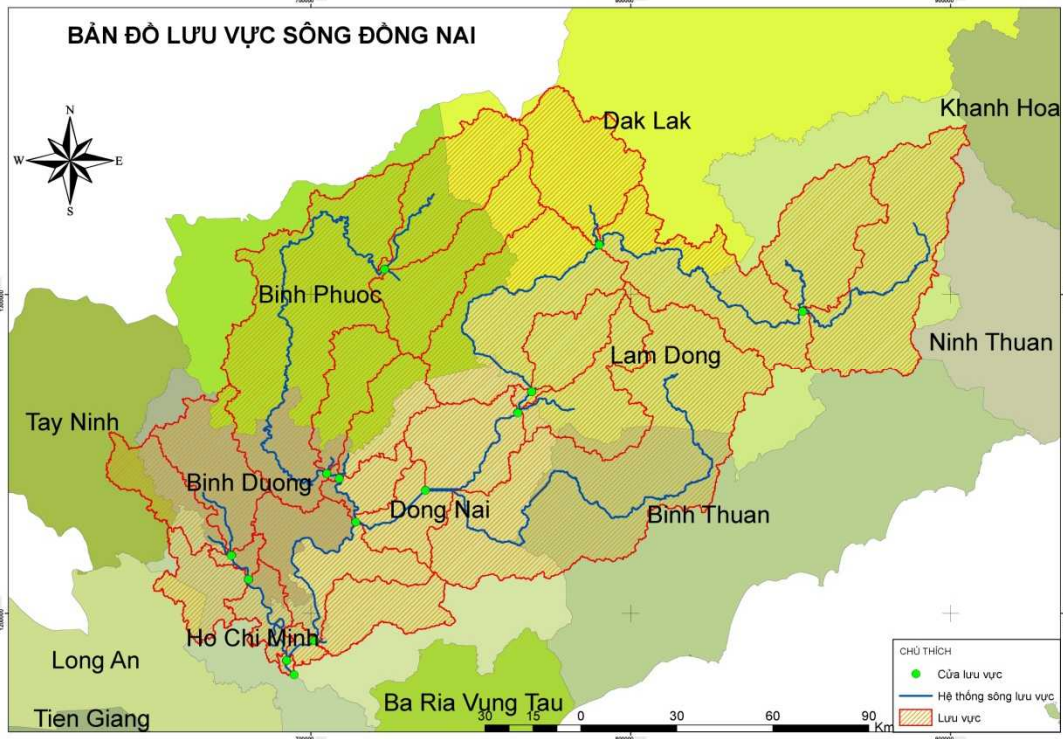 BẢN ĐỒ LƯU VỰC SÔNG ĐỒNG NAI
N
W
E
S
Khanh Hoa
Dak Lak
Binh Phuoc
Ninh Thuan
Lam Dong
Tay Ninh
Binh Duong
Dong Nai
Binh Thuan
Ho Chi Minh
Long An
Ba Ria Vung Tau
Tien Giang
30 15 0 30 60 90
Km
CHÚ THÍCH
Cửa lưu vực
Hệ thống sông lưu vực
Lưu vực